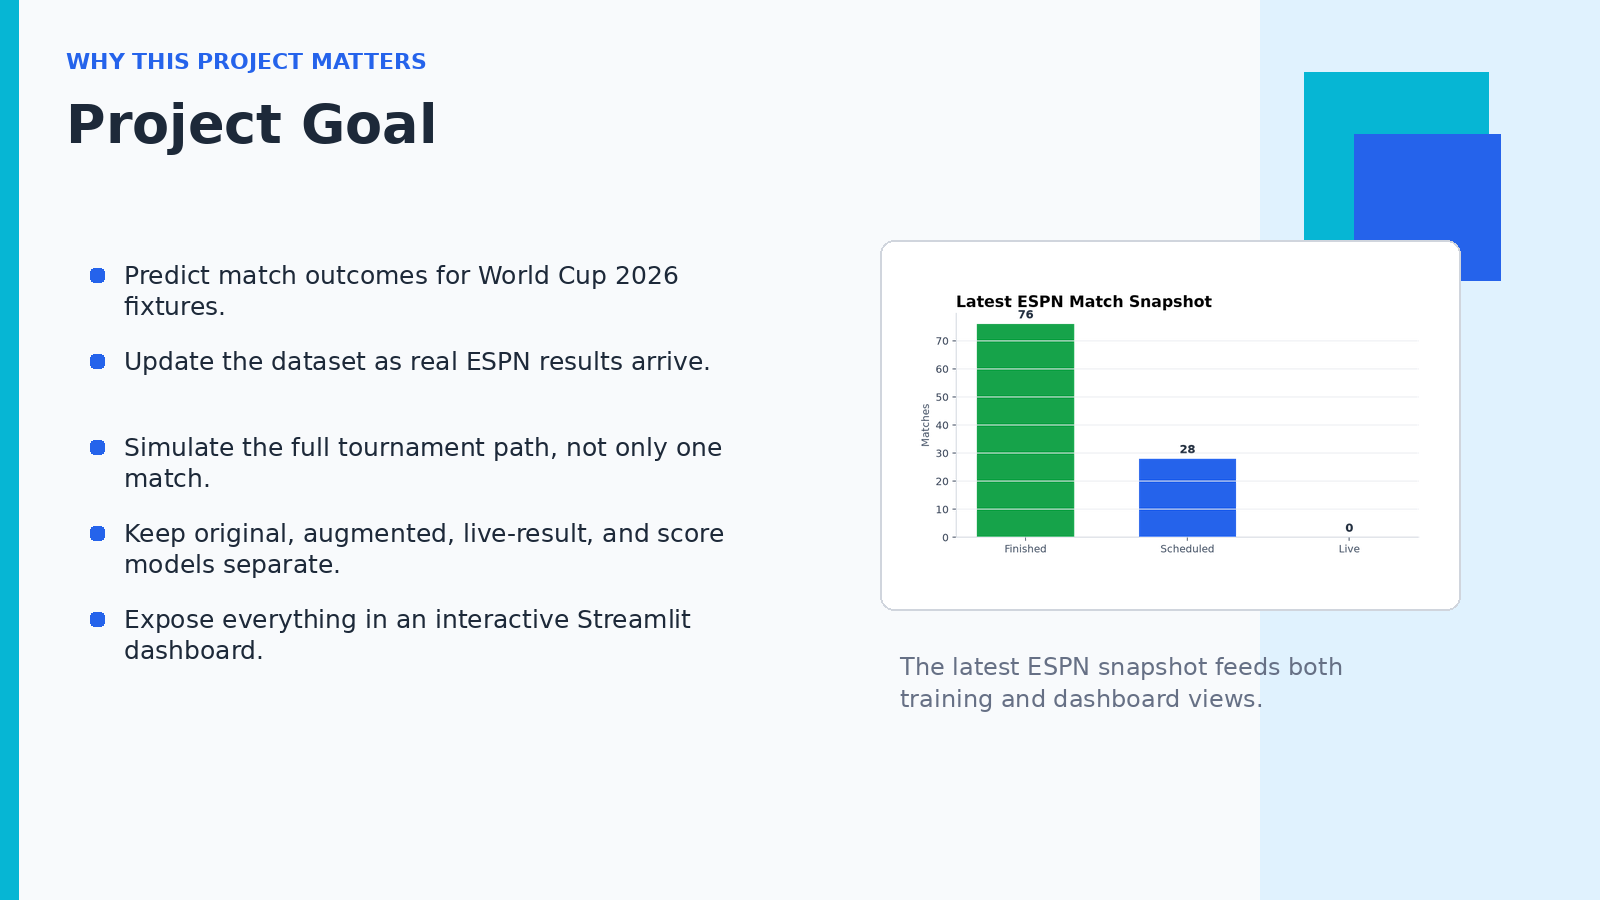 WHY THIS PROJECT MATTERS
Project Goal
Predict match outcomes for World Cup 2026
fixtures.
Update the dataset as real ESPN results arrive.
Simulate the full tournament path, not only one
match.
Keep original, augmented, live-result, and score
models separate.
Expose everything in an interactive Streamlit
dashboard.
Latest ESPN Match Snapshot
76
70
60
50
40
30
20
10
0
Matches
28
0
Finished
Scheduled
Live
The latest ESPN snapshot feeds both
training and dashboard views.